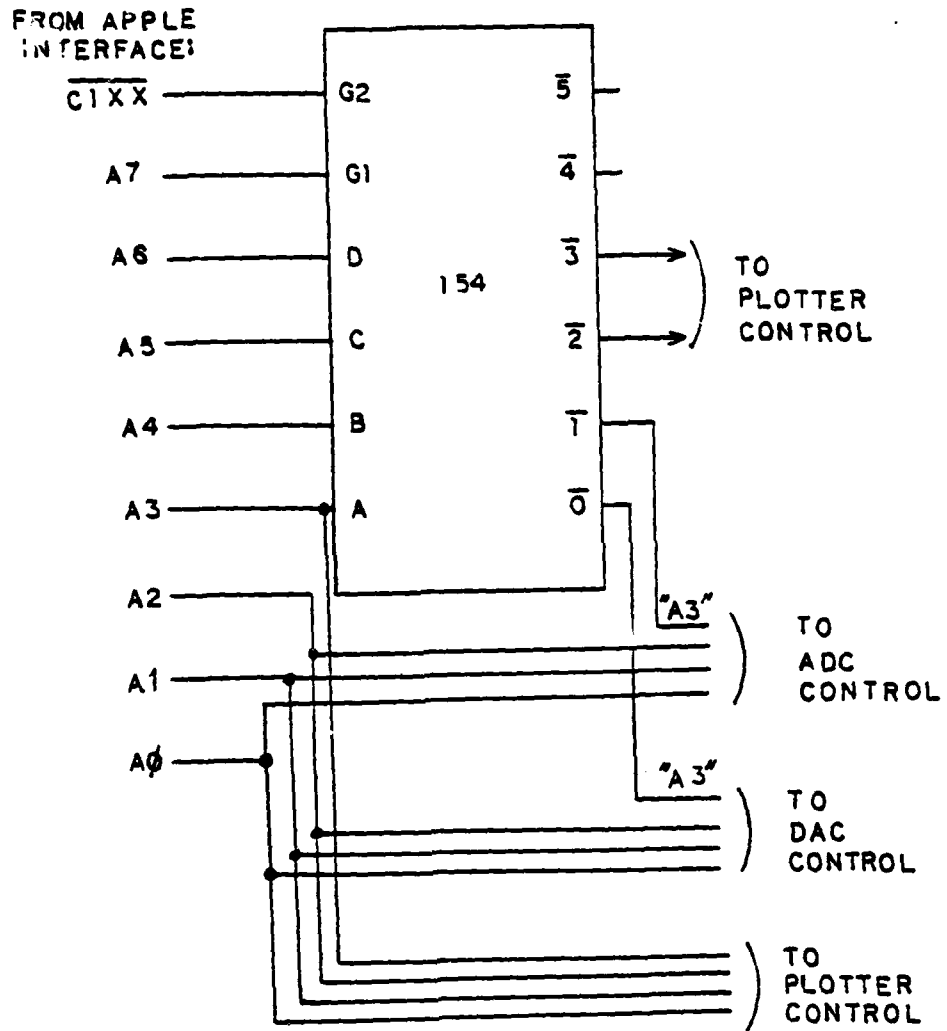 FROM APPLE
INTERFACE:
C1XX
A7
A6
A5
A4
A3
A2
A1
AØ
G2
G1
D
C
B
A
154
5
4
3
2
1
0
TO
PLOTTER
CONTROL
"A3"
TO
ADC
CONTROL
"A3"
TO
DAC
CONTROL
TO
PLOTTER
CONTROL